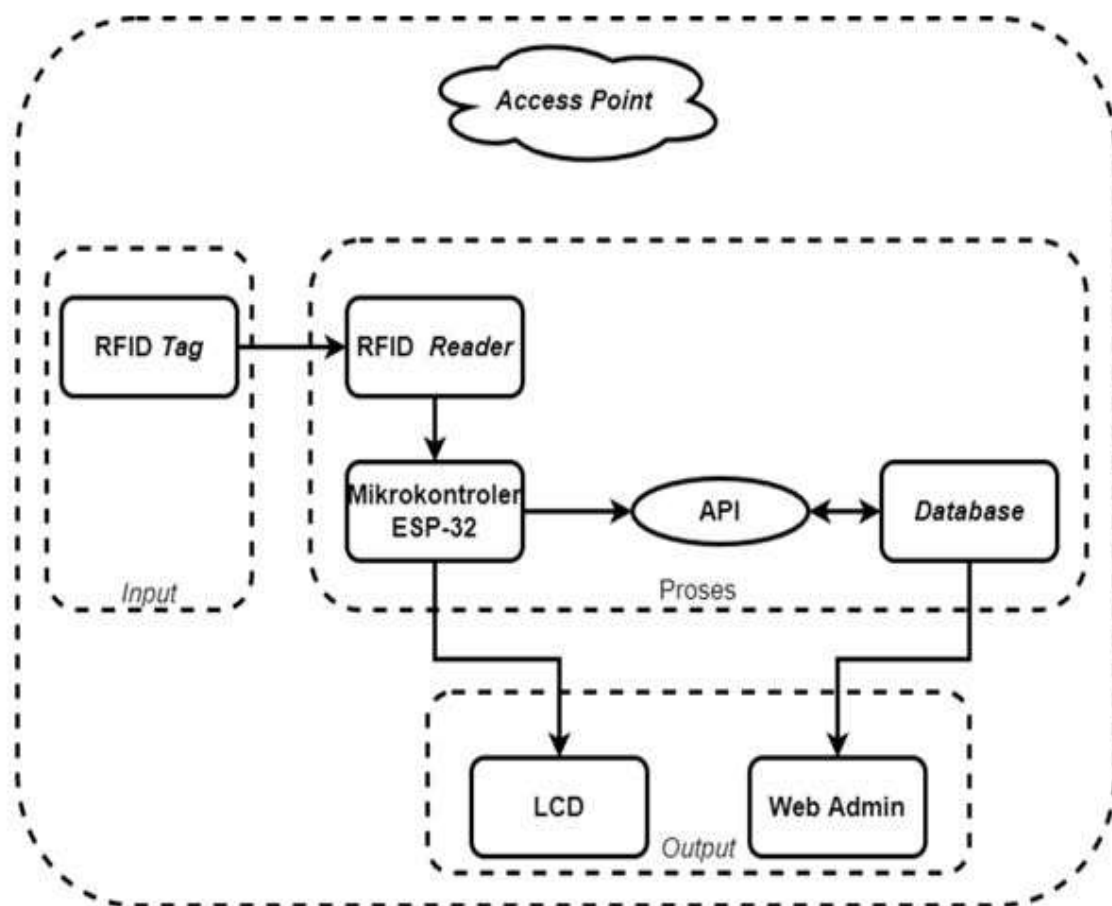 Access Point
RFID Tag
RFID Reader
Mikrokontroler
ESP-32
API
Database
Input
Proses
LCD
Web Admin
Output